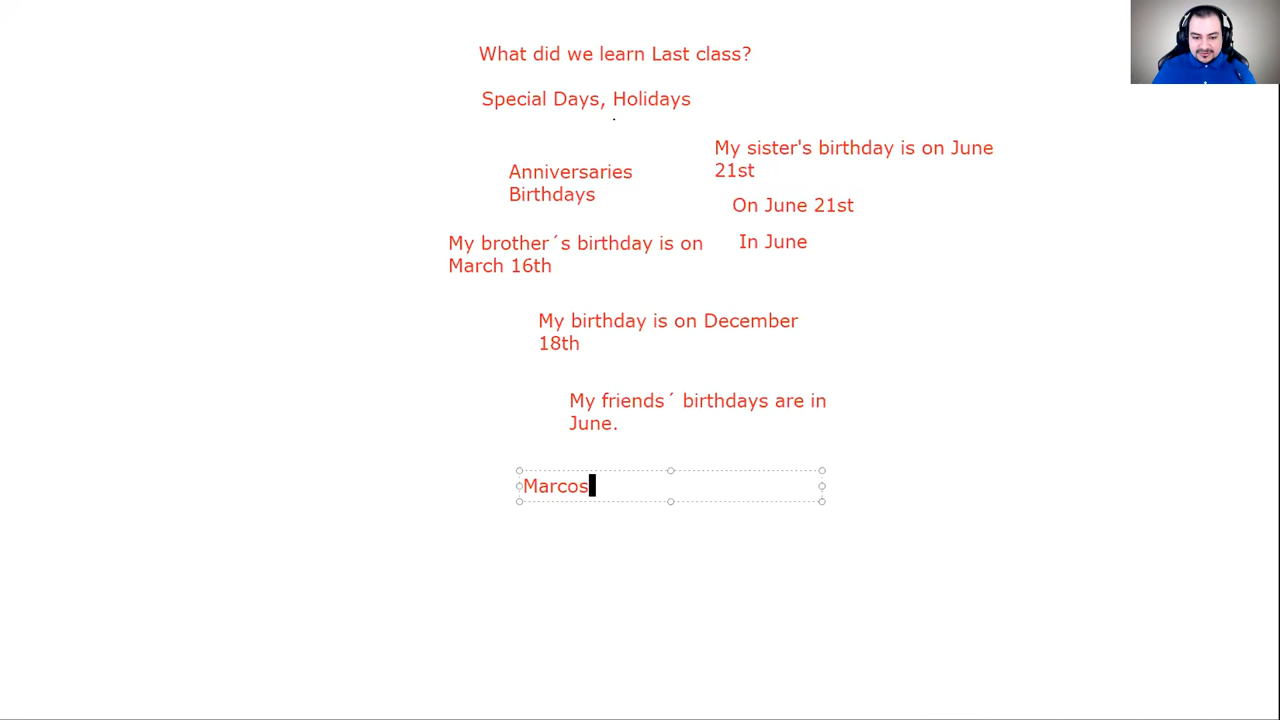 What did we learn Last class?
Special Days, Holidays
My sister's birthday is on June
21st
Anniversaries
Birthdays
On June 21st
In June
My brother´s birthday is on
March 16th
My birthday is on December
18th
My friends´ birthdays are in
June.
Marcos